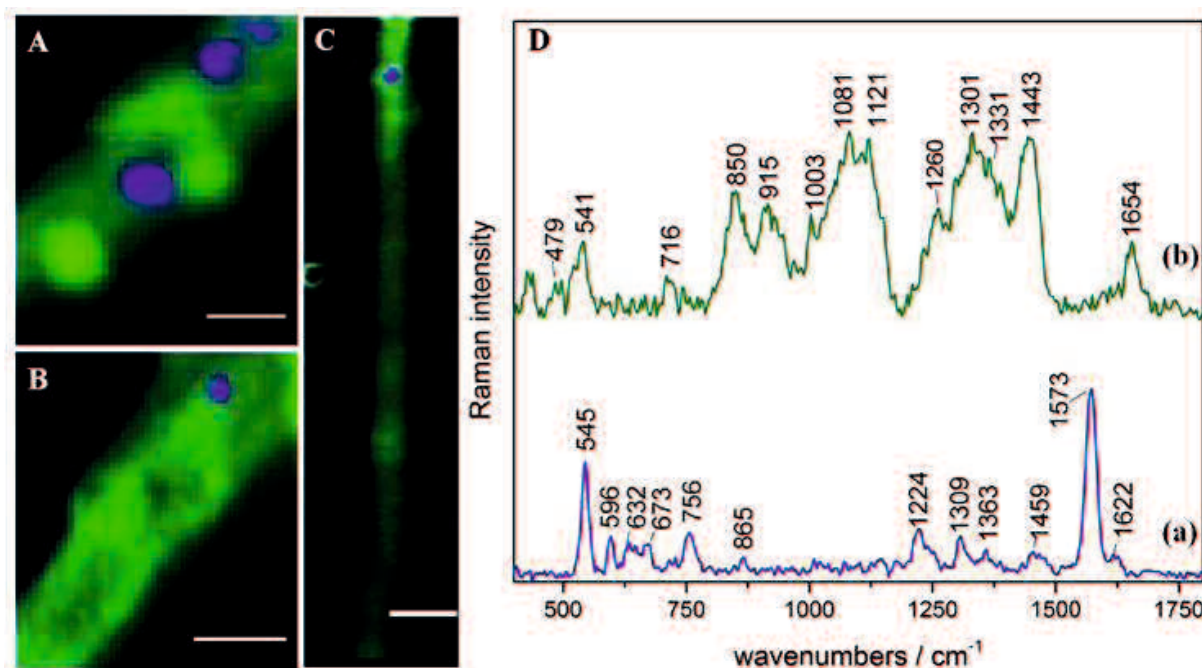 A
B
C
D
Raman intensity
1081
1121
1301
1331
1443
850
915
1003
1260
541
479
716
1654
(b)
1573
545
596
632
673
756
865
1224
1309
1363
1459
1622
(a)
500 750 1000 1250 1500 1750
wavenumbers / cm⁻¹